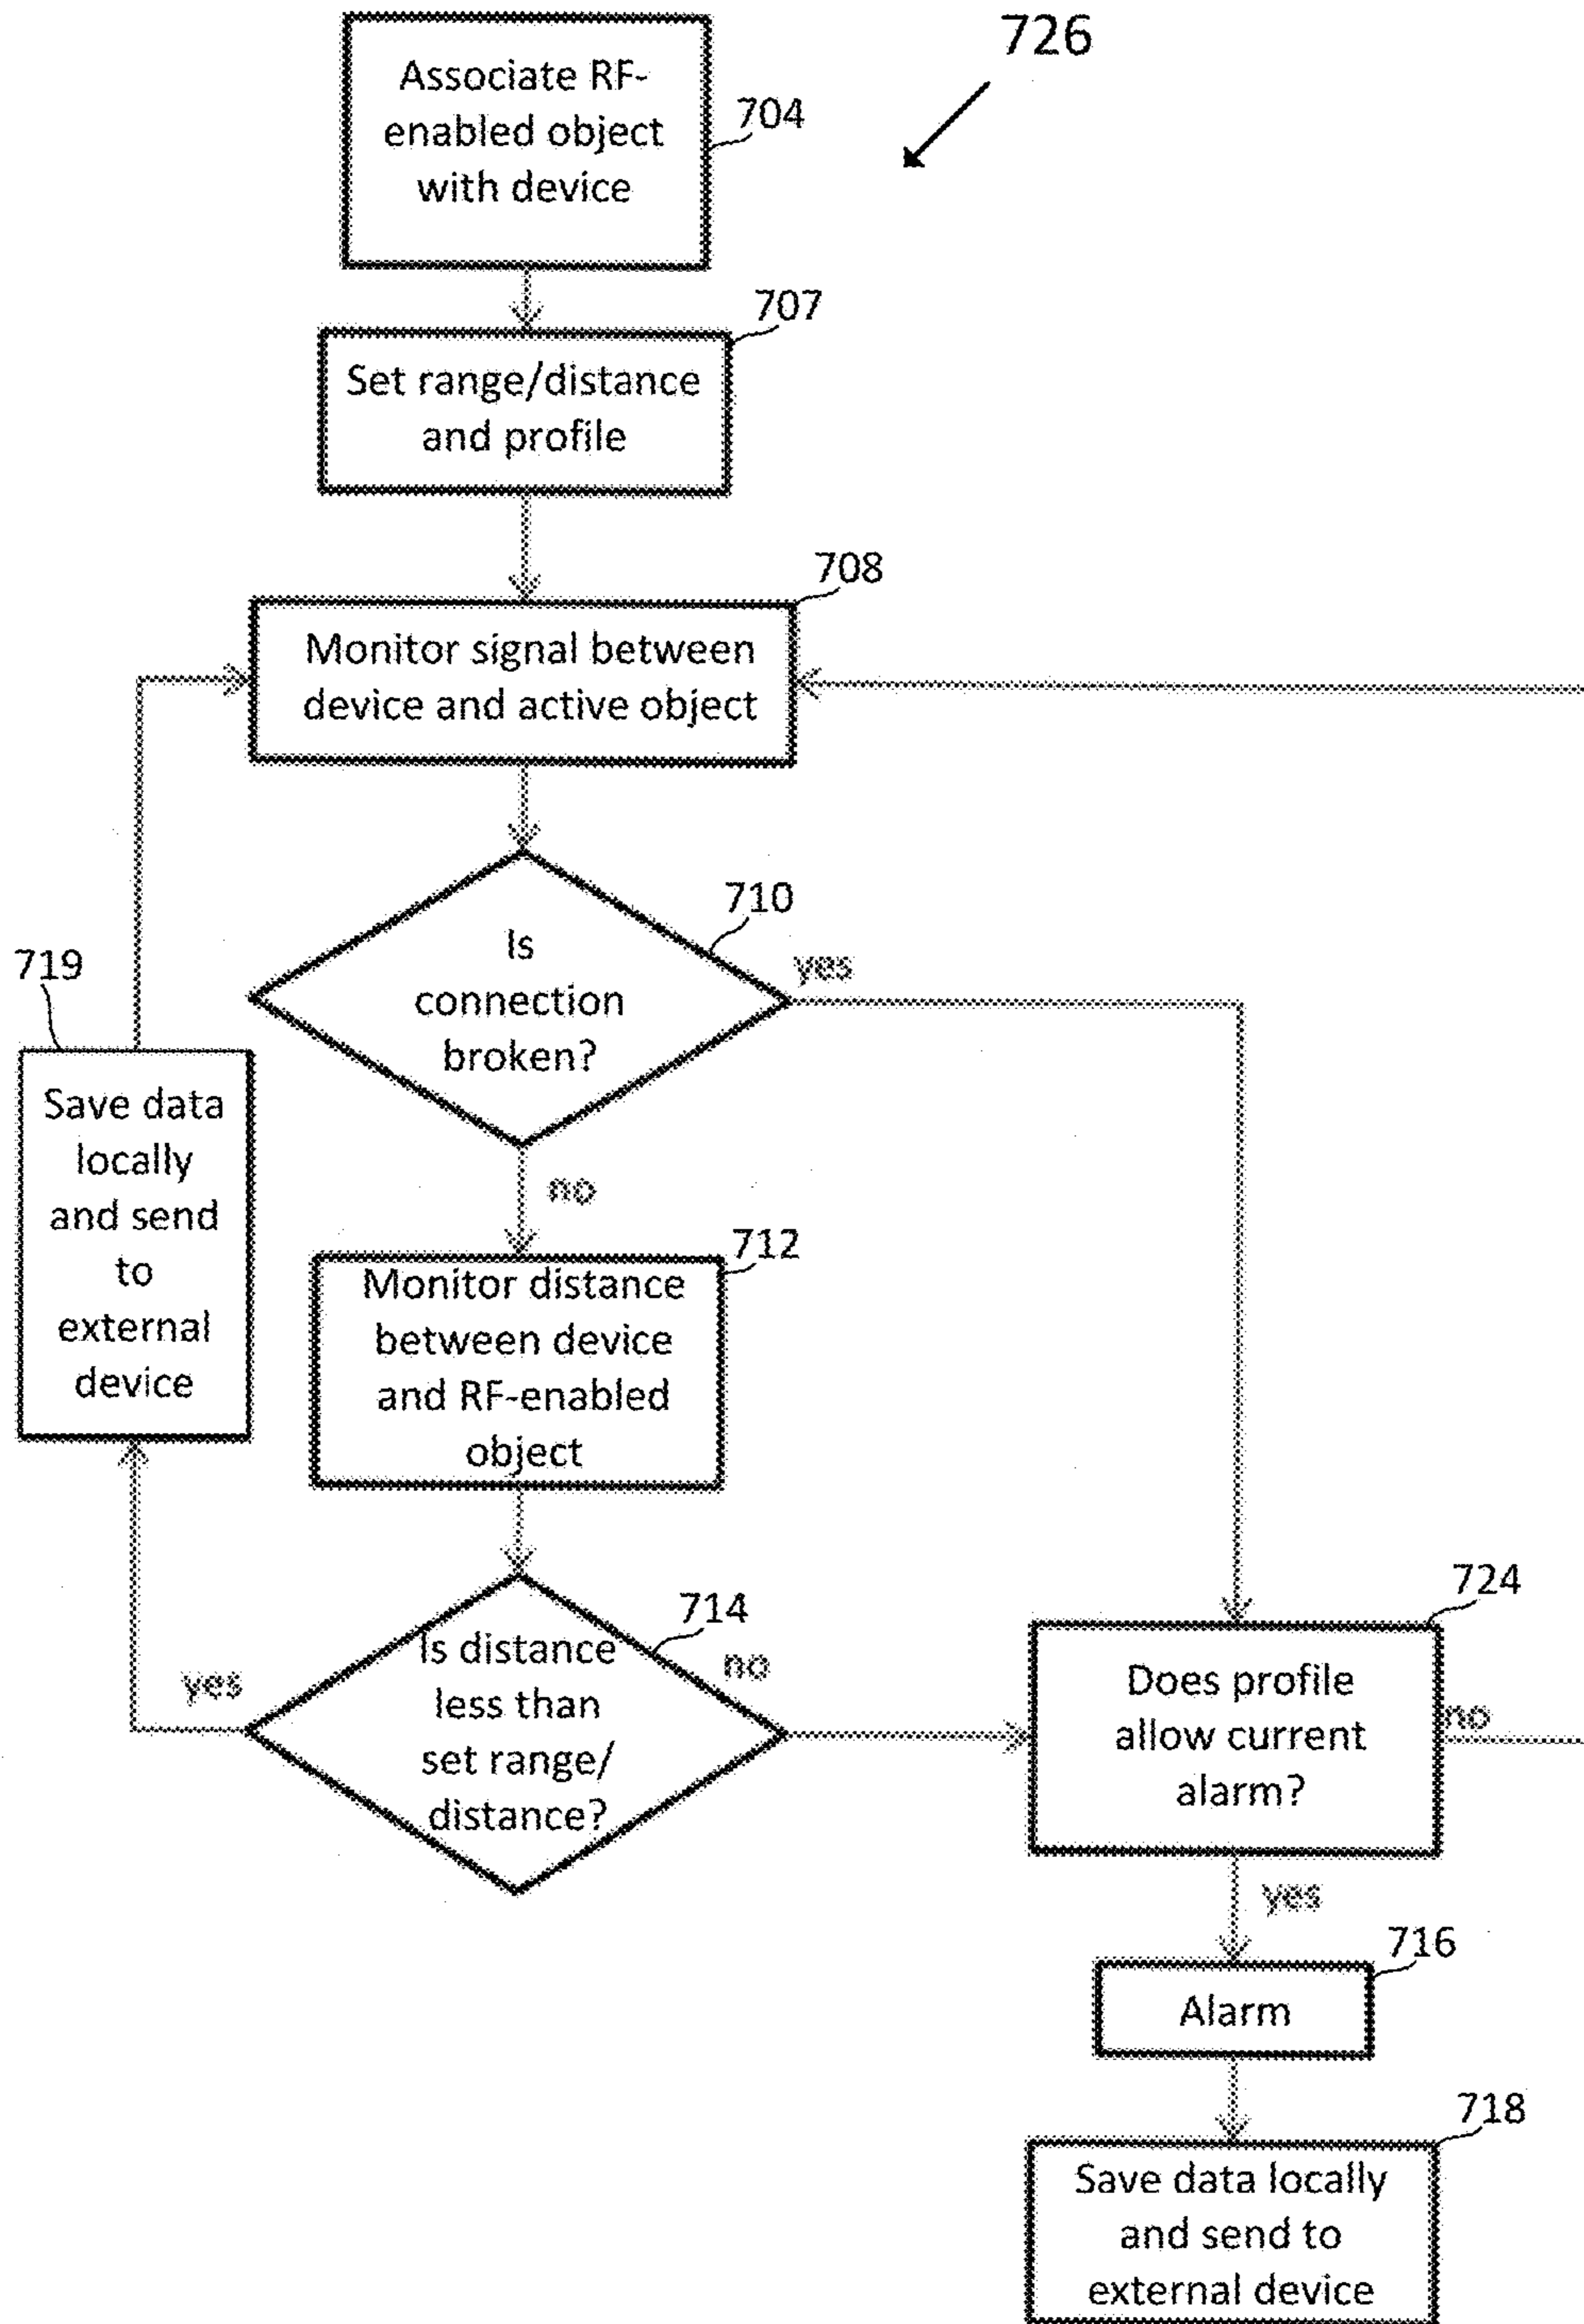 726
Associate RF-
enabled object
with device
704
707
Set range/distance
and profile
708
Monitor signal between
device and active object
710
Is
connection
broken?
yes
no
719
Save data
locally
and send
to
external
device
712
Monitor distance
between device
and RF-enabled
object
714
Is distance
less than
set range/
distance?
yes
no
724
Does profile
allow current
alarm?
no
yes
716
Alarm
718
Save data locally
and send to
external device